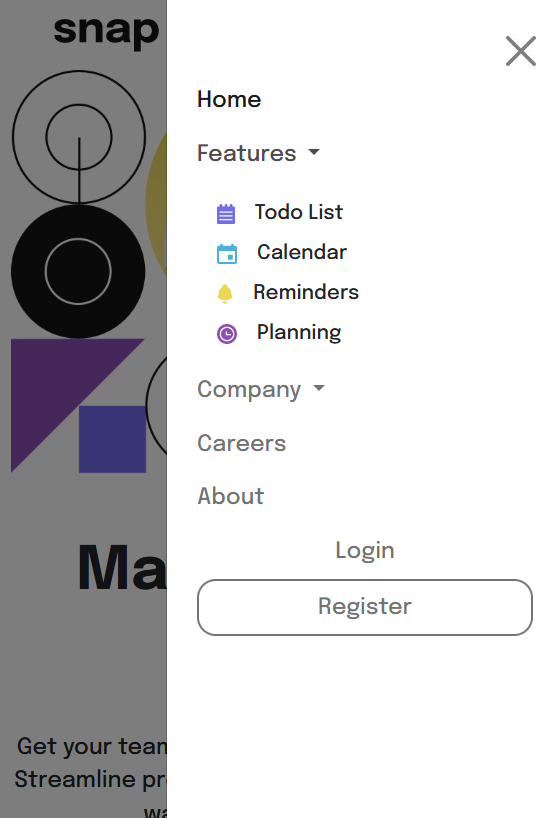 snap
Home
Features
Todo List
Calendar
Reminders
Planning
Company
Careers
About
Login
Register
Ma
Get your team
Streamline pr
wa